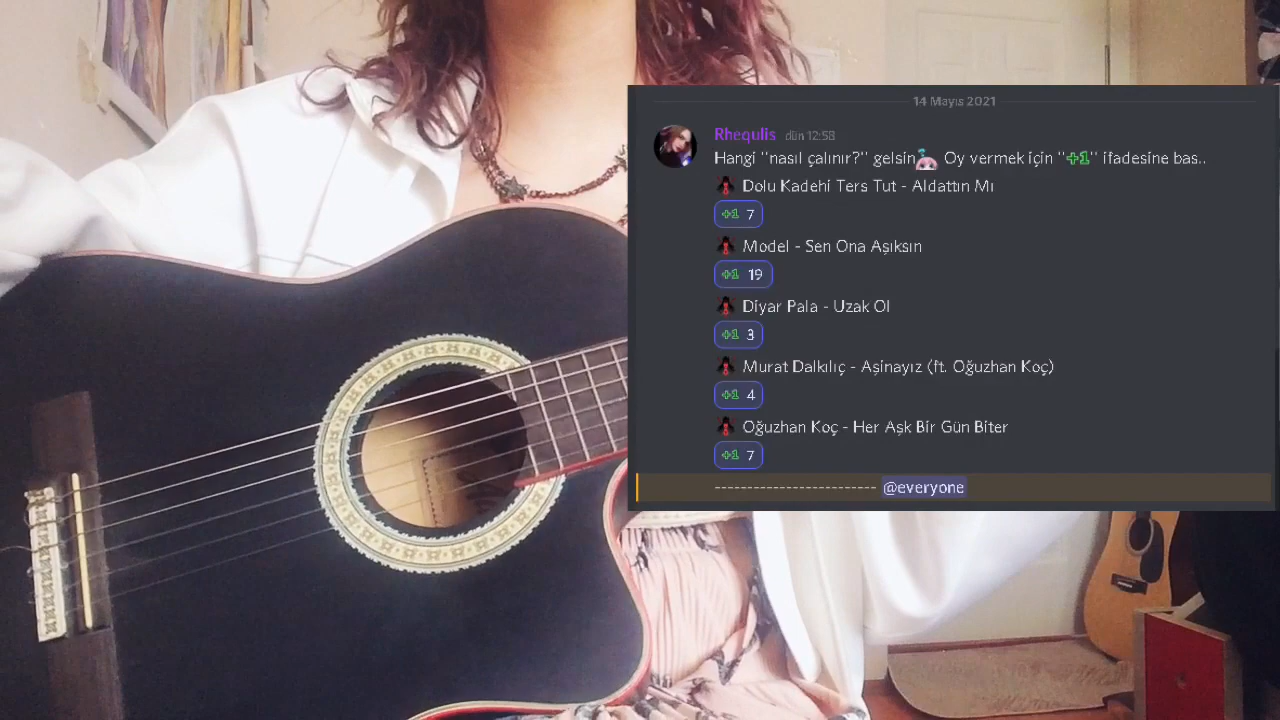 14 Mayıs 2021
Rhequlis dün 12:58
Hangi "nasıl çalınır?" gelsin Oy vermek için "+1" ifadesine bas..
Dolu Kadehi Ters Tut - Aldattın Mı
+1 7
Model - Sen Ona Aşıksın
+1 19
Diyar Pala - Uzak Ol
+1 3
Murat Dalkılıç - Aşinayız (ft. Oğuzhan Koç)
+1 4
Oğuzhan Koç - Her Aşk Bir Gün Biter
+1 7
------------------------- @everyone